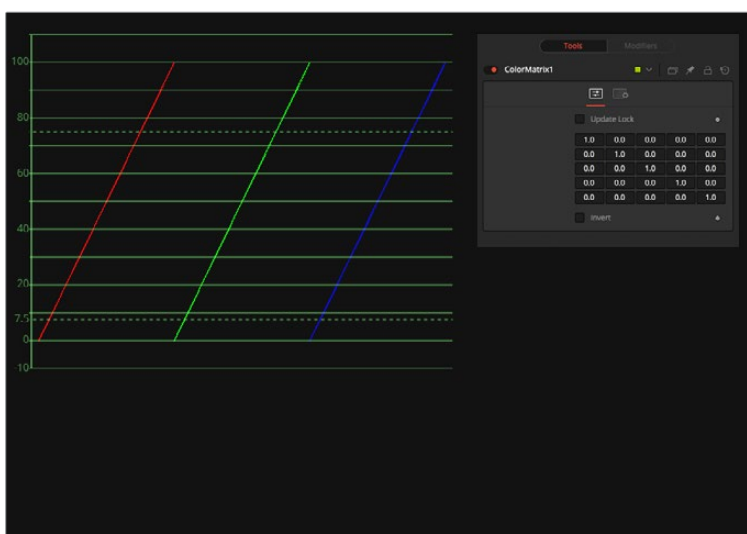 100
80
60
40
20
7.5
0
-10
Tools Modifiers
ColorMatrix1
Update Lock
1.0 0.0 0.0 0.0 0.0
0.0 1.0 0.0 0.0 0.0
0.0 0.0 1.0 0.0 0.0
0.0 0.0 0.0 1.0 0.0
0.0 0.0 0.0 0.0 1.0
Invert